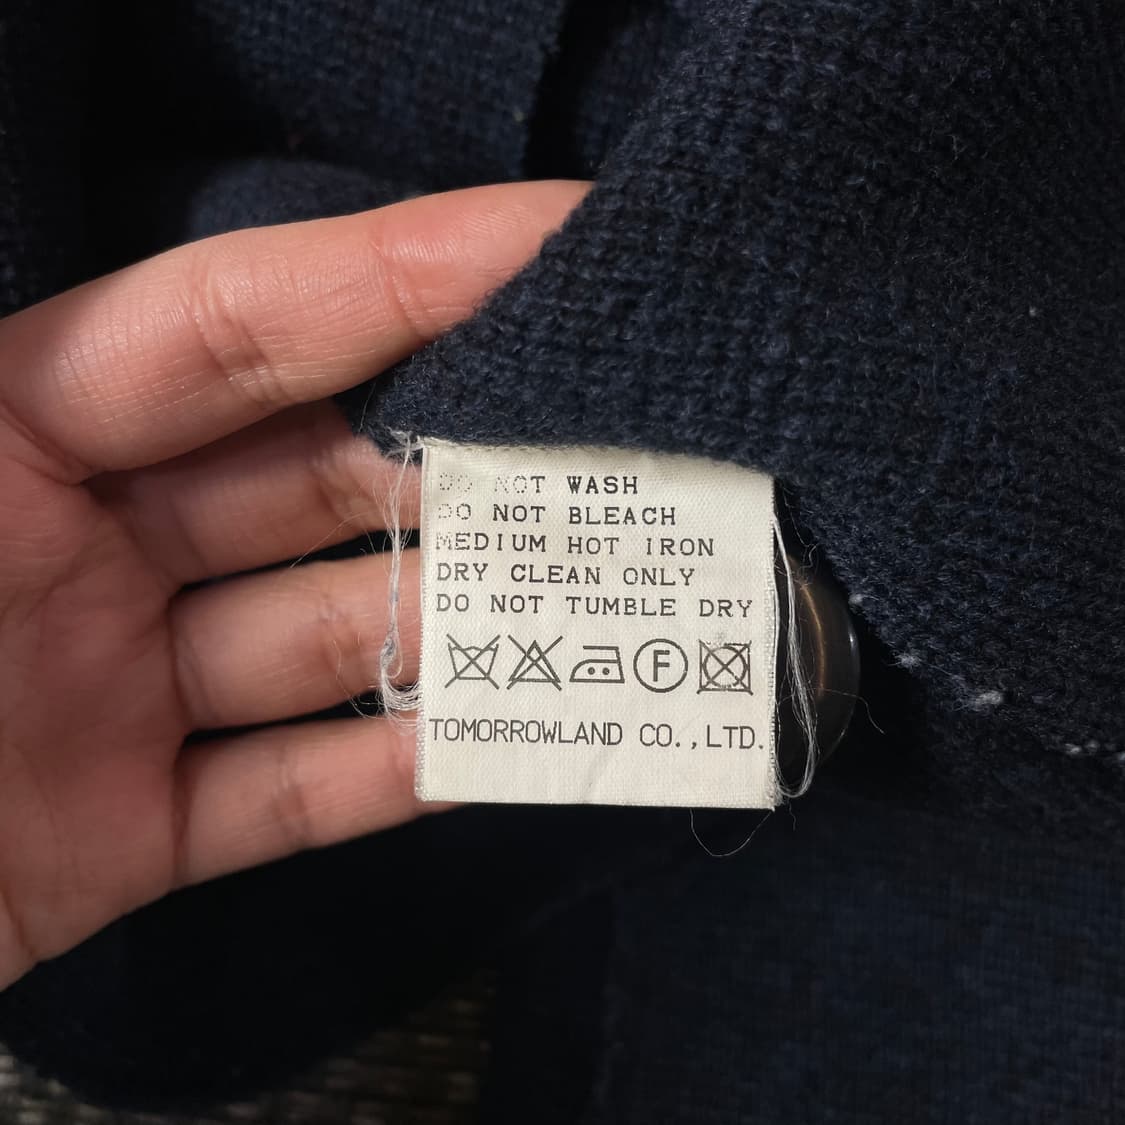 DO NOT WASH
DO NOT BLEACH
MEDIUM HOT IRON
DRY CLEAN ONLY
DO NOT TUMBLE DRY
F
TOMORROWLAND CO.,LTD.